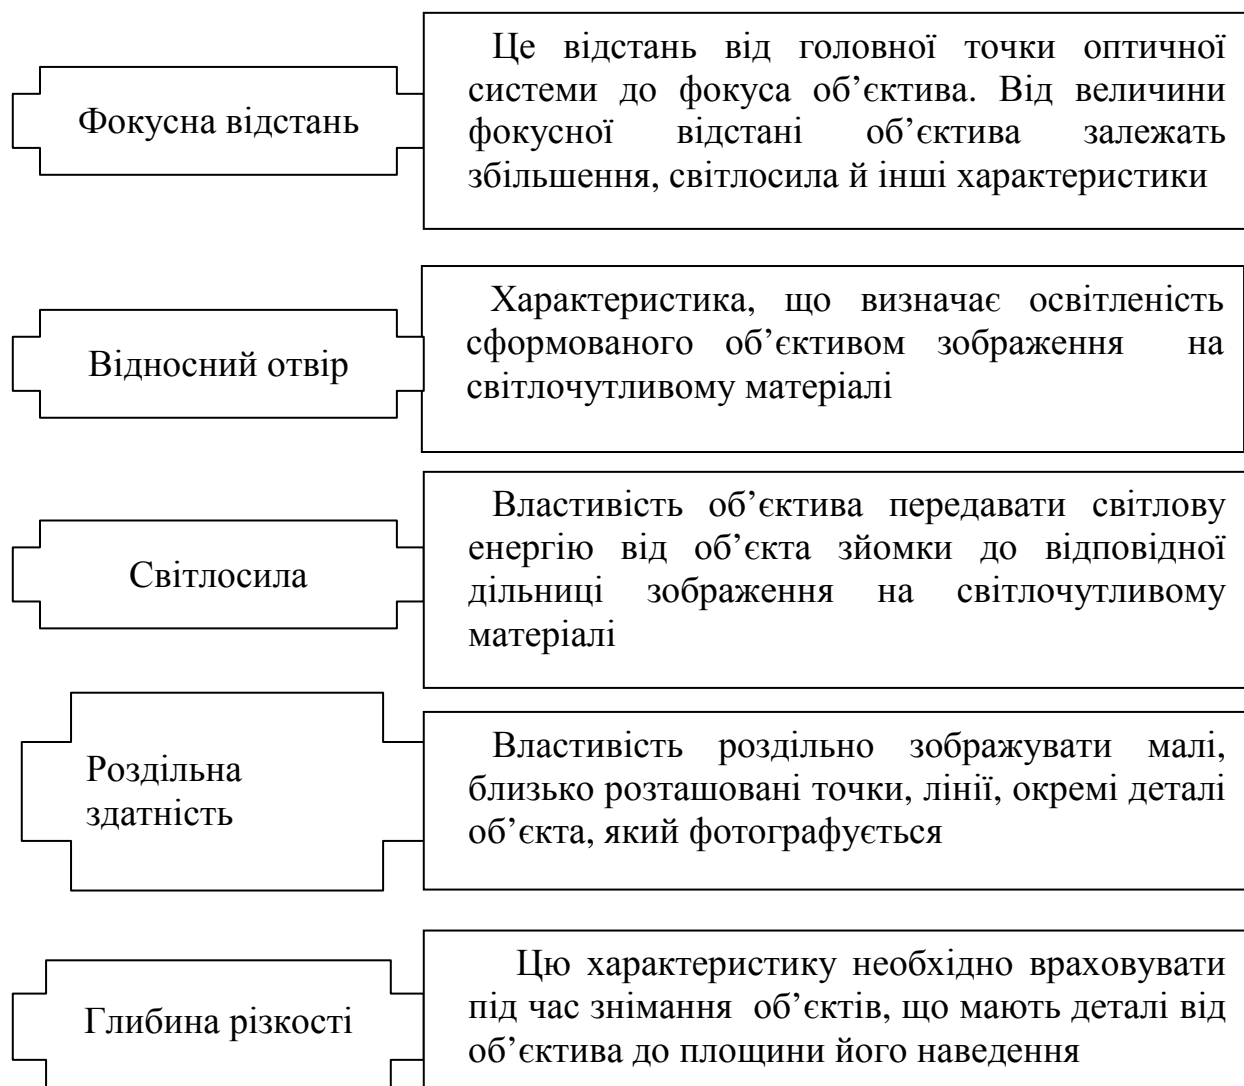 Фокусна відстань
Це відстань від головної точки оптичної
системи до фокуса об’єктива. Від величини
фокусної відстані об’єктива залежать
збільшення, світлосила й інші характеристики
Відносний отвір
Характеристика, що визначає освітленість
сформованого об’єктивом зображення на
світлочутливому матеріалі
Світлосила
Властивість об’єктива передавати світлову
енергію від об’єкта зйомки до відповідної
дільниці зображення на світлочутливому
матеріалі
Роздільна
здатність
Властивість роздільно зображувати малі,
близько розташовані точки, лінії, окремі деталі
об’єкта, який фотографується
Глибина різкості
Цю характеристику необхідно враховувати
під час знімання об’єктів, що мають деталі від
об’єктива до площини його наведення